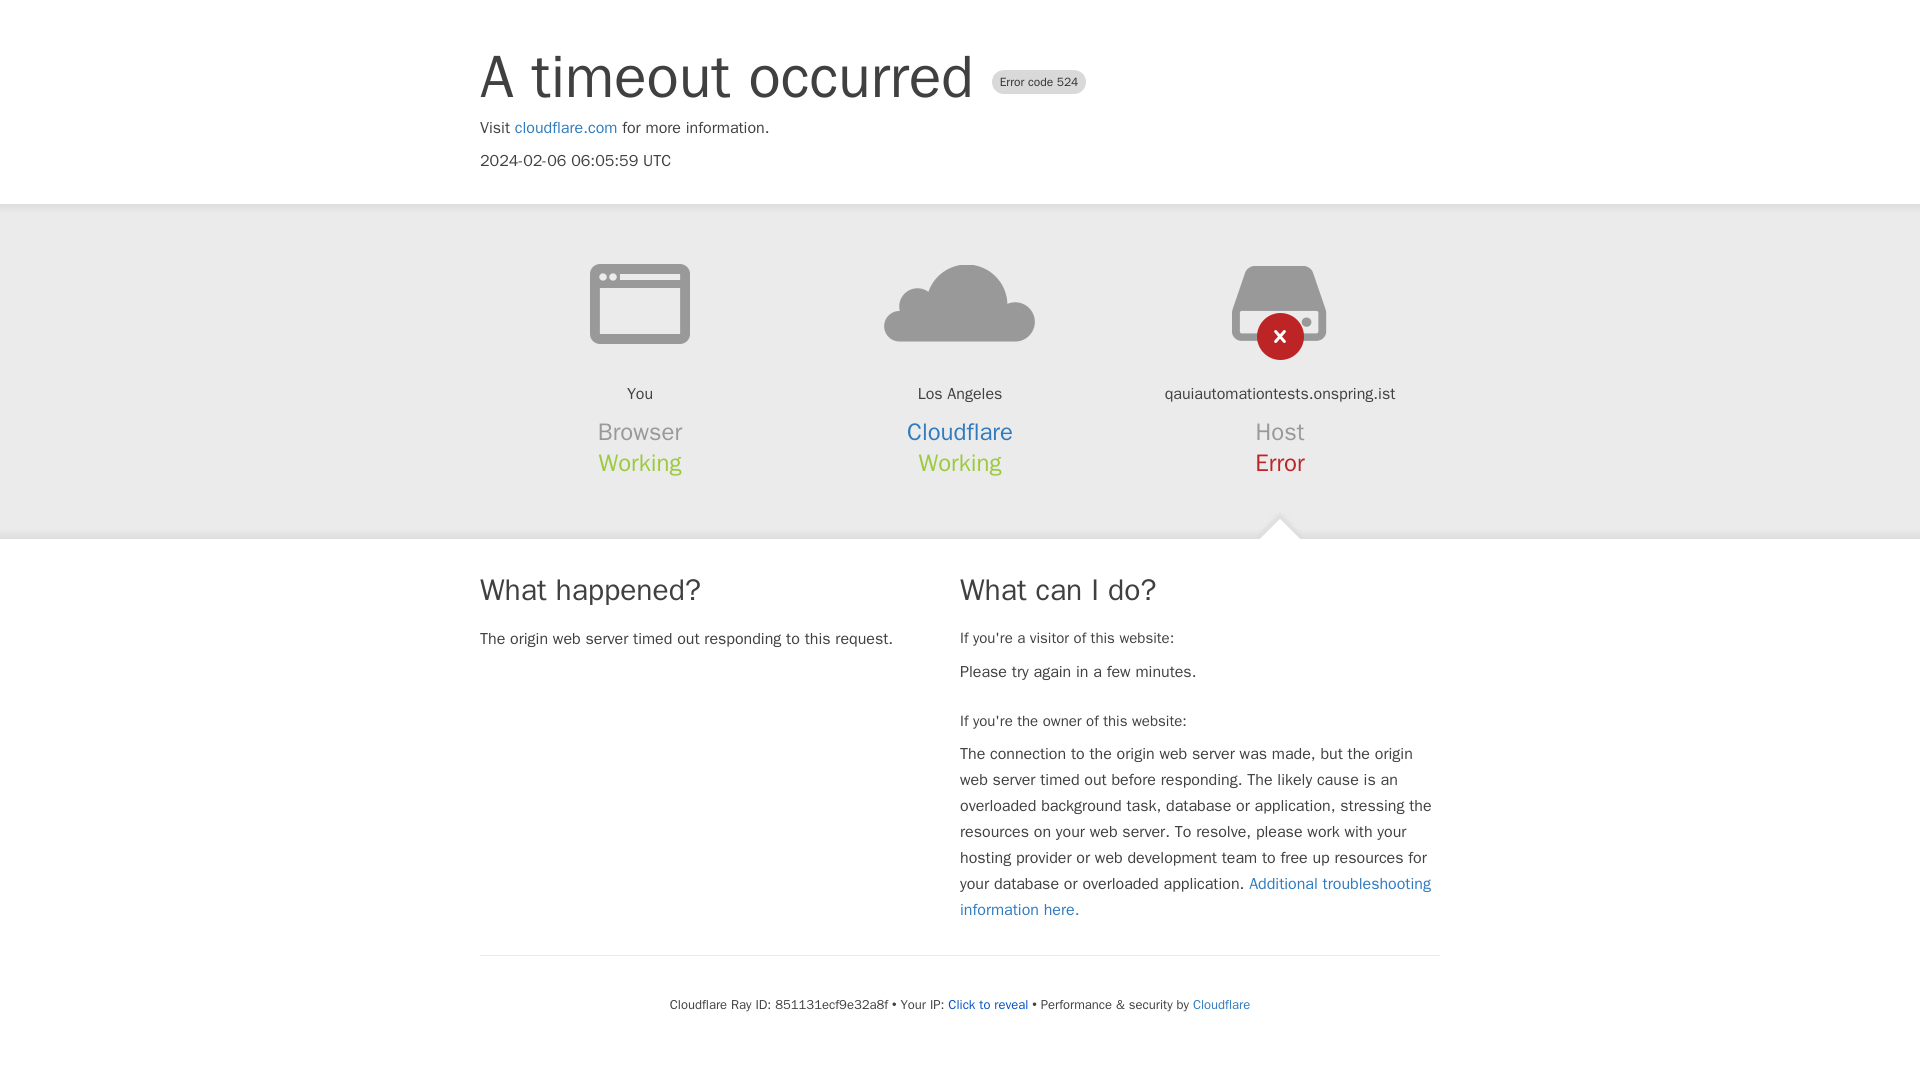 A timeout occurred Error code 524
Visit cloudflare.com for more information.
2024-02-06 06:05:59 UTC
You
Browser
Working
Los Angeles
Cloudflare
Working
qauiautomationtests.onspring.ist
Host
Error
What happened?
The origin web server timed out responding to this request.
What can I do?
If you're a visitor of this website:
Please try again in a few minutes.
If you're the owner of this website:
The connection to the origin web server was made, but the origin
web server timed out before responding. The likely cause is an
overloaded background task, database or application, stressing the
resources on your web server. To resolve, please work with your
hosting provider or web development team to free up resources for
your database or overloaded application. Additional troubleshooting
information here.
Cloudflare Ray ID: 851131ecf9e32a8f • Your IP: Click to reveal • Performance & security by Cloudflare